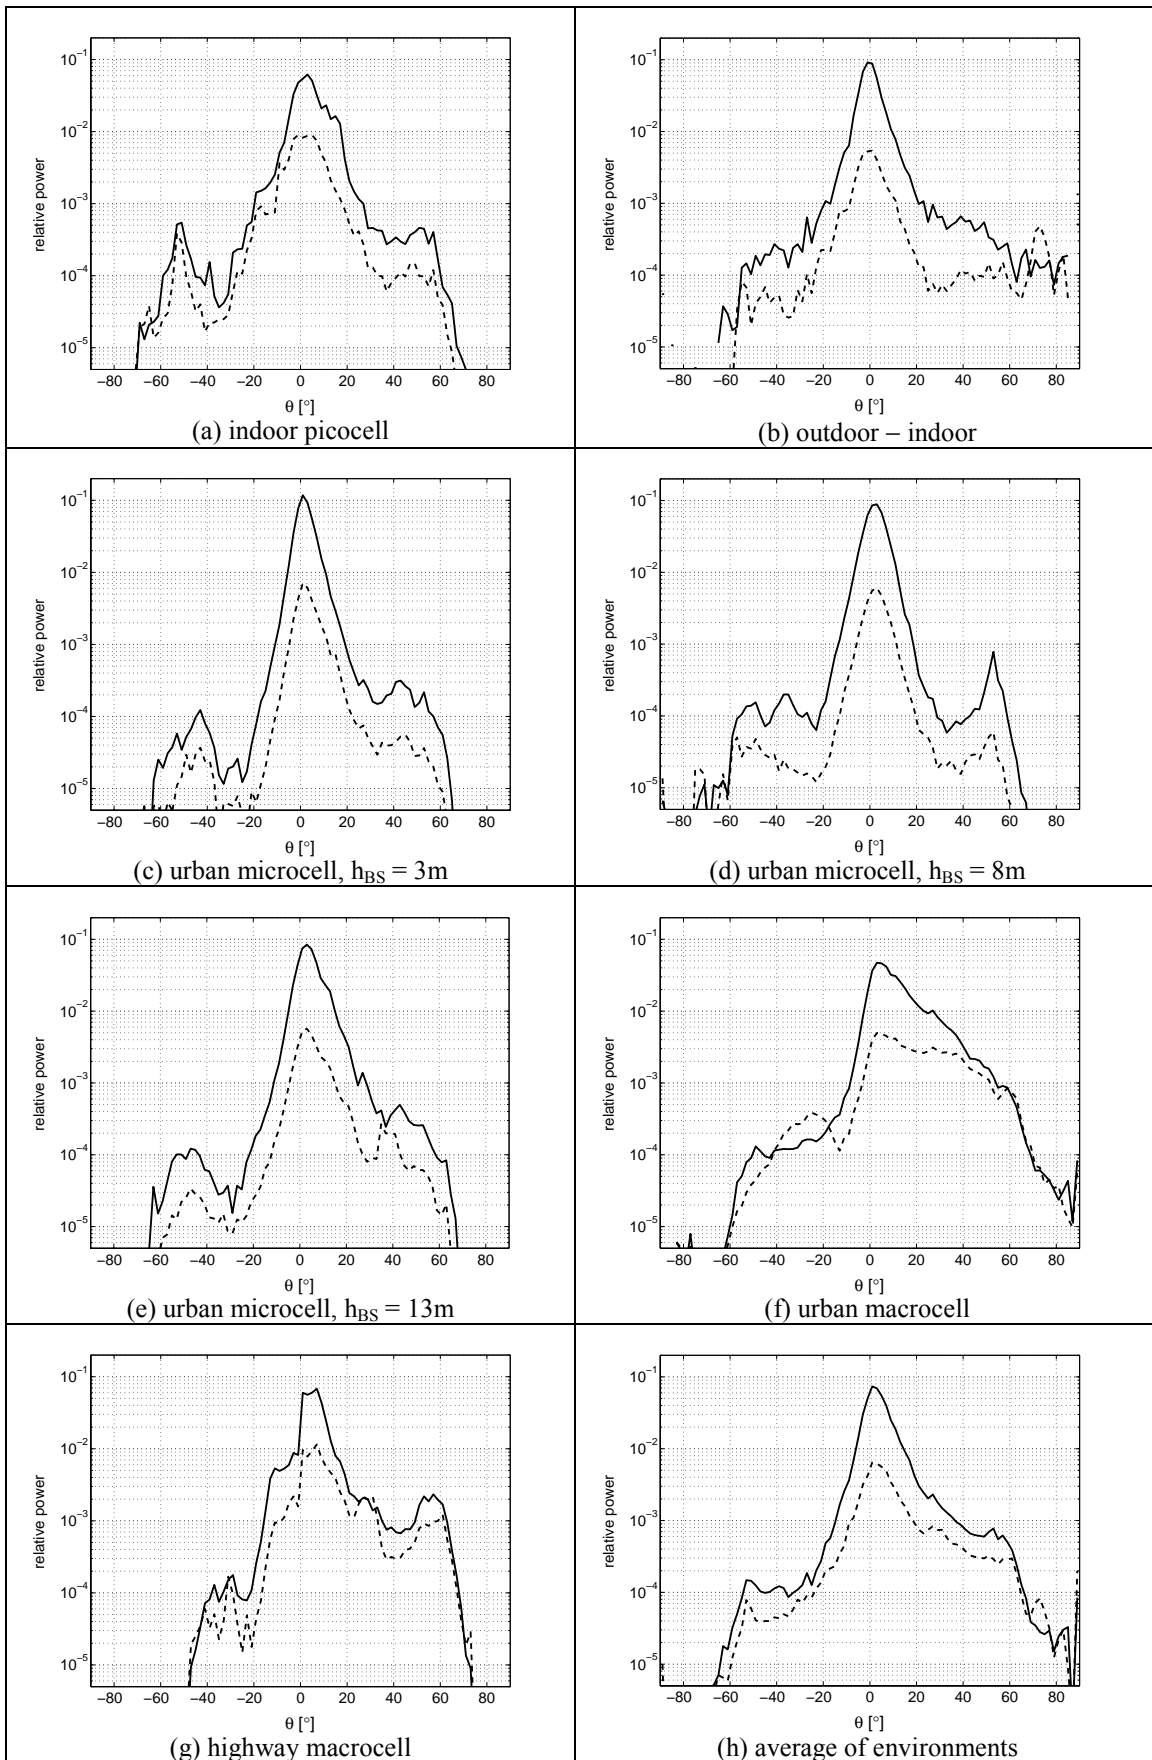 10⁻¹
10⁻²
10⁻³
10⁻⁴
10⁻⁵
relative power
−80 −60 −40 −20 0 20 40 60 80
θ [°]
(a) indoor picocell
10⁻¹
10⁻²
10⁻³
10⁻⁴
10⁻⁵
relative power
−80 −60 −40 −20 0 20 40 60 80
θ [°]
(b) outdoor – indoor
10⁻¹
10⁻²
10⁻³
10⁻⁴
10⁻⁵
relative power
−80 −60 −40 −20 0 20 40 60 80
θ [°]
(c) urban microcell, h_BS = 3m
10⁻¹
10⁻²
10⁻³
10⁻⁴
10⁻⁵
relative power
−80 −60 −40 −20 0 20 40 60 80
θ [°]
(d) urban microcell, h_BS = 8m
10⁻¹
10⁻²
10⁻³
10⁻⁴
10⁻⁵
relative power
−80 −60 −40 −20 0 20 40 60 80
θ [°]
(e) urban microcell, h_BS = 13m
10⁻¹
10⁻²
10⁻³
10⁻⁴
10⁻⁵
relative power
−80 −60 −40 −20 0 20 40 60 80
θ [°]
(f) urban macrocell
10⁻¹
10⁻²
10⁻³
10⁻⁴
10⁻⁵
relative power
−80 −60 −40 −20 0 20 40 60 80
θ [°]
(g) highway macrocell
10⁻¹
10⁻²
10⁻³
10⁻⁴
10⁻⁵
relative power
−80 −60 −40 −20 0 20 40 60 80
θ [°]
(h) average of environments